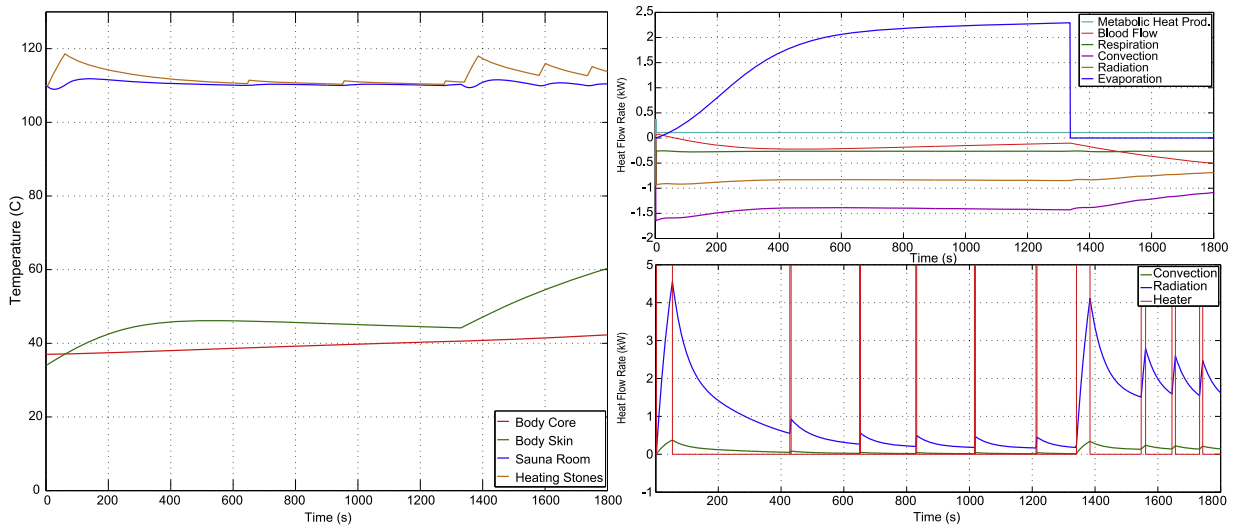 120
100
80
60
40
20
0
Temperature (C)
0 200 400 600 800 1000 1200 1400 1600 1800
Time (s)
Body Core
Body Skin
Sauna Room
Heating Stones
2.5
2
1.5
1
0.5
0
-0.5
-1
-1.5
-2
Heat Flow Rate (kW)
0 200 400 600 800 1000 1200 1400 1600 1800
Time (s)
Metabolic Heat Prod.
Blood Flow
Respiration
Convection
Radiation
Evaporation
5
4
3
2
1
0
-1
Heat Flow Rate (kW)
200 400 600 800 1000 1200 1400 1600 1800
Time (s)
Convection
Radiation
Heater